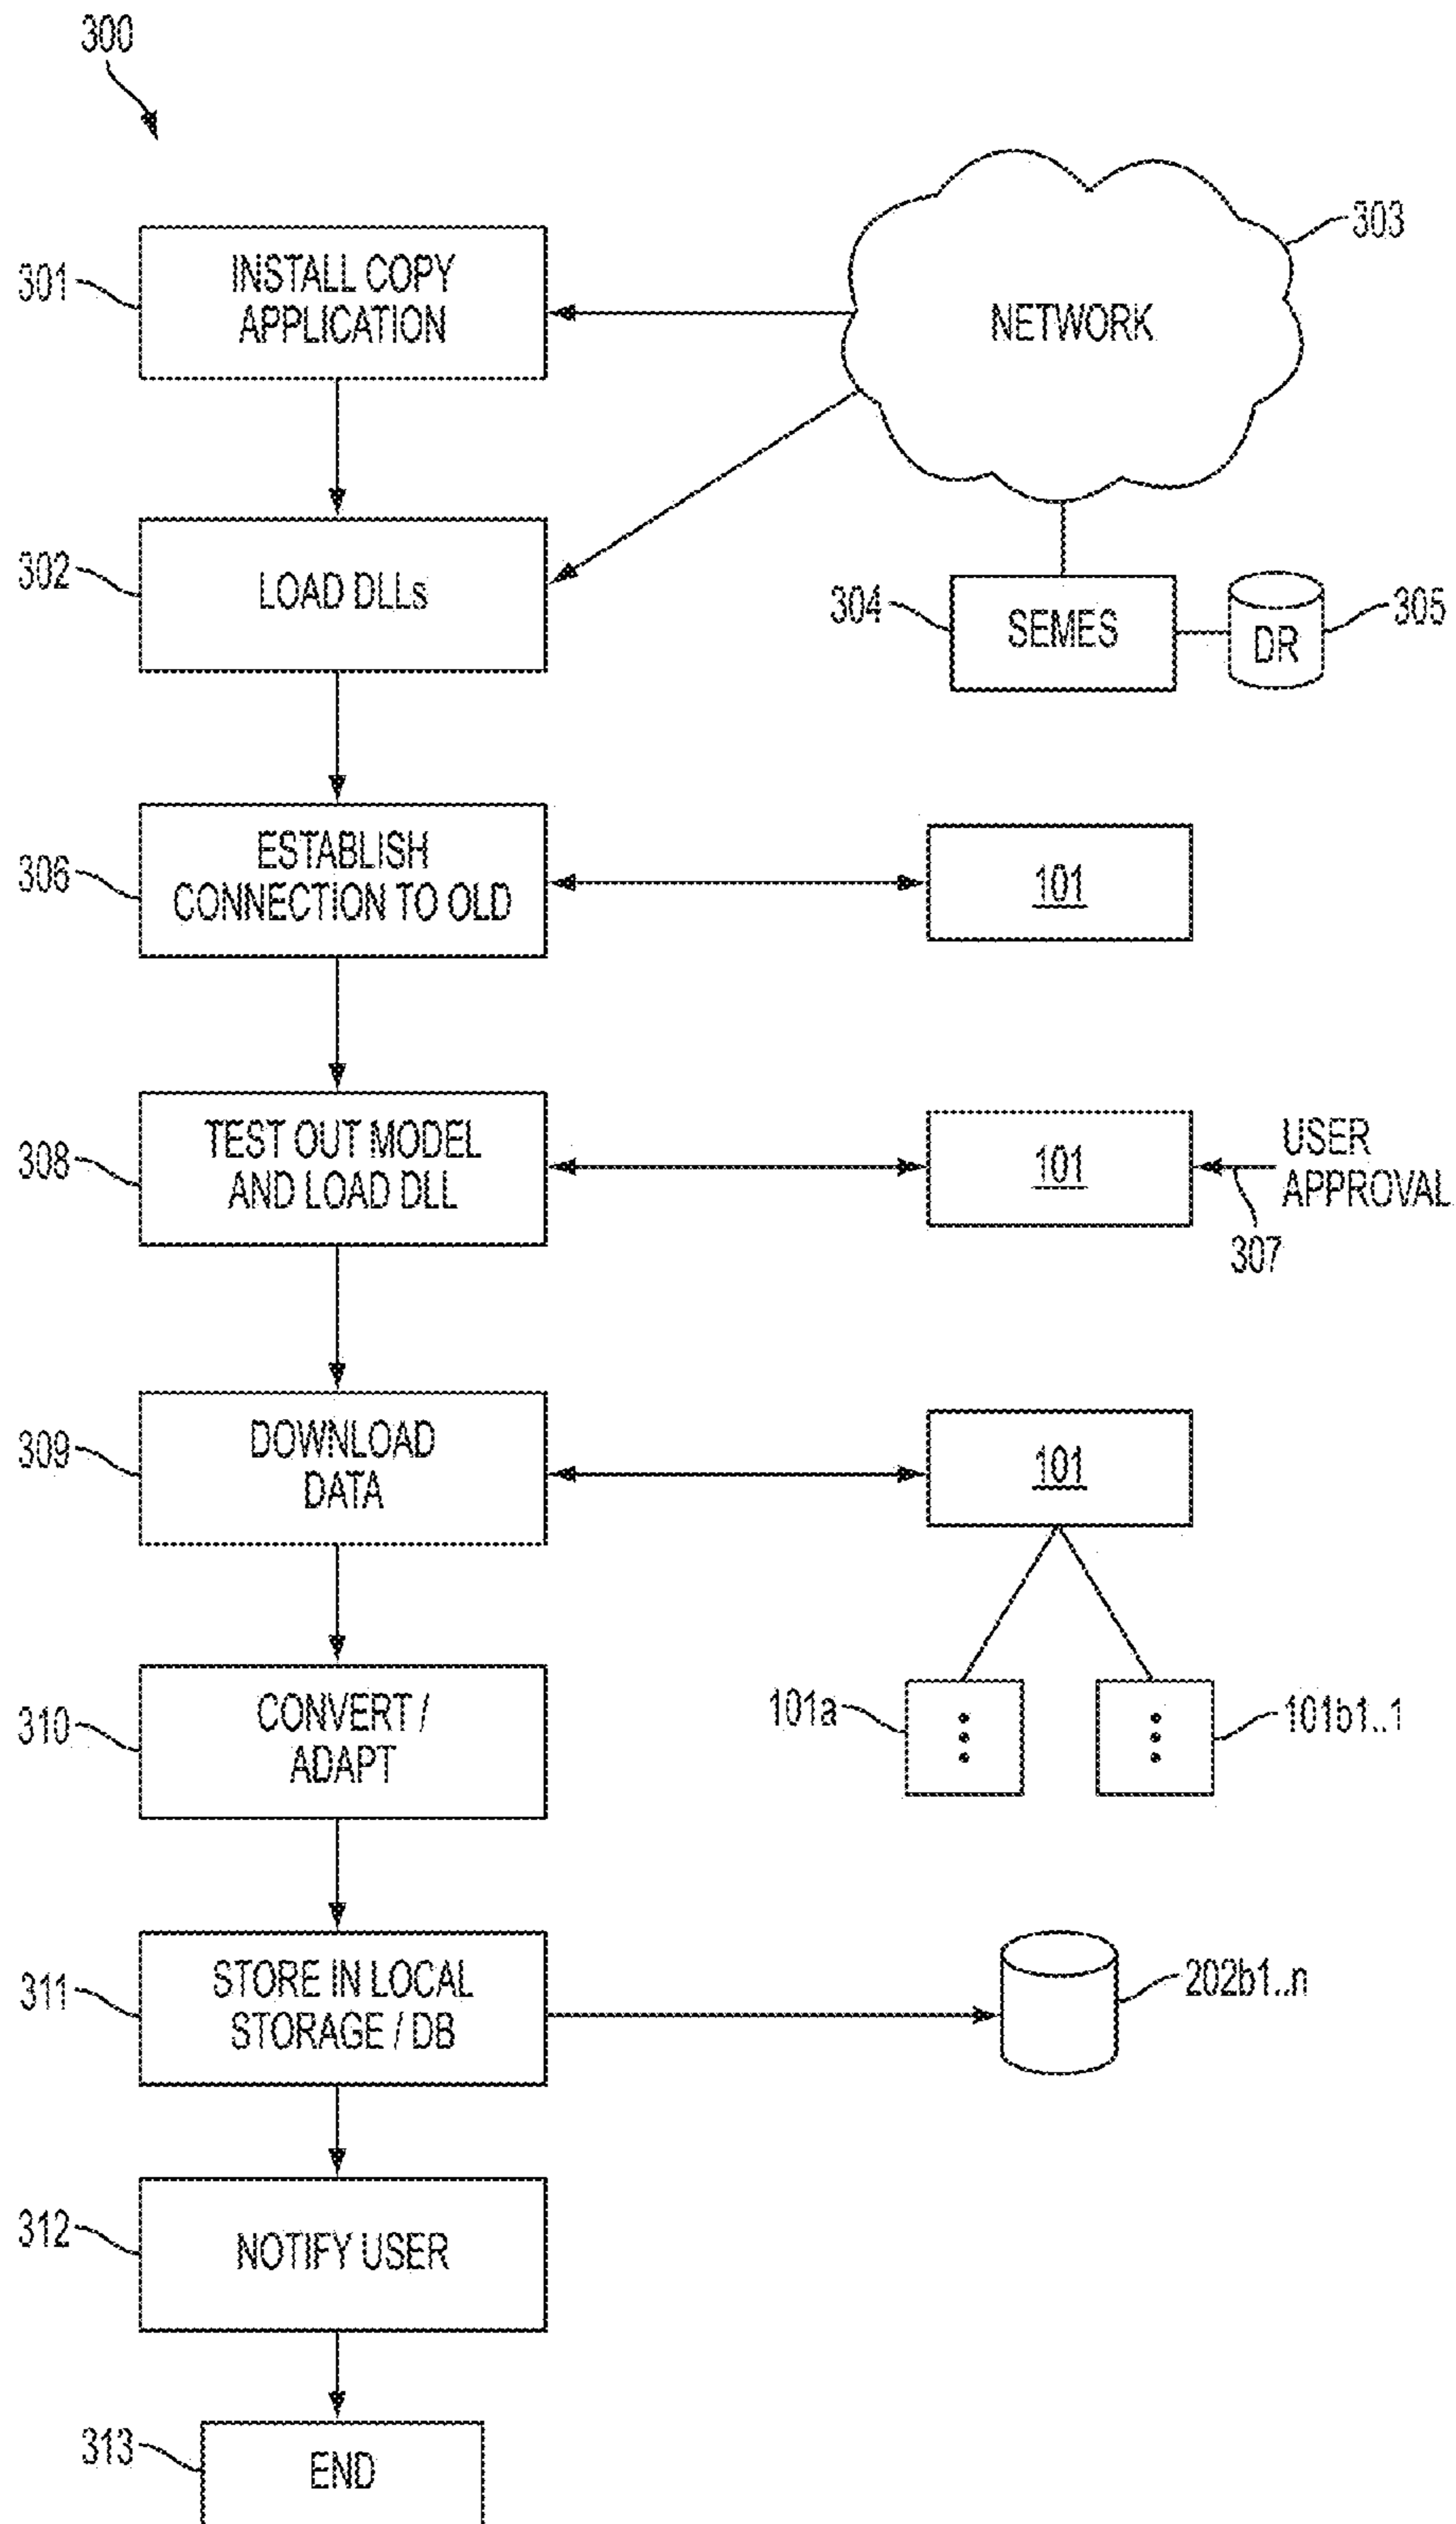 300
303
301
INSTALL COPY
APPLICATION
NETWORK
302
LOAD DLLs
304
SEMES
DR
305
306
ESTABLISH
CONNECTION TO OLD
101
308
TEST OUT MODEL
AND LOAD DLL
101
USER
APPROVAL
307
309
DOWNLOAD
DATA
101
310
CONVERT /
ADAPT
101a
101b1..1
311
STORE IN LOCAL
STORAGE / DB
202b1..n
312
NOTIFY USER
313
END